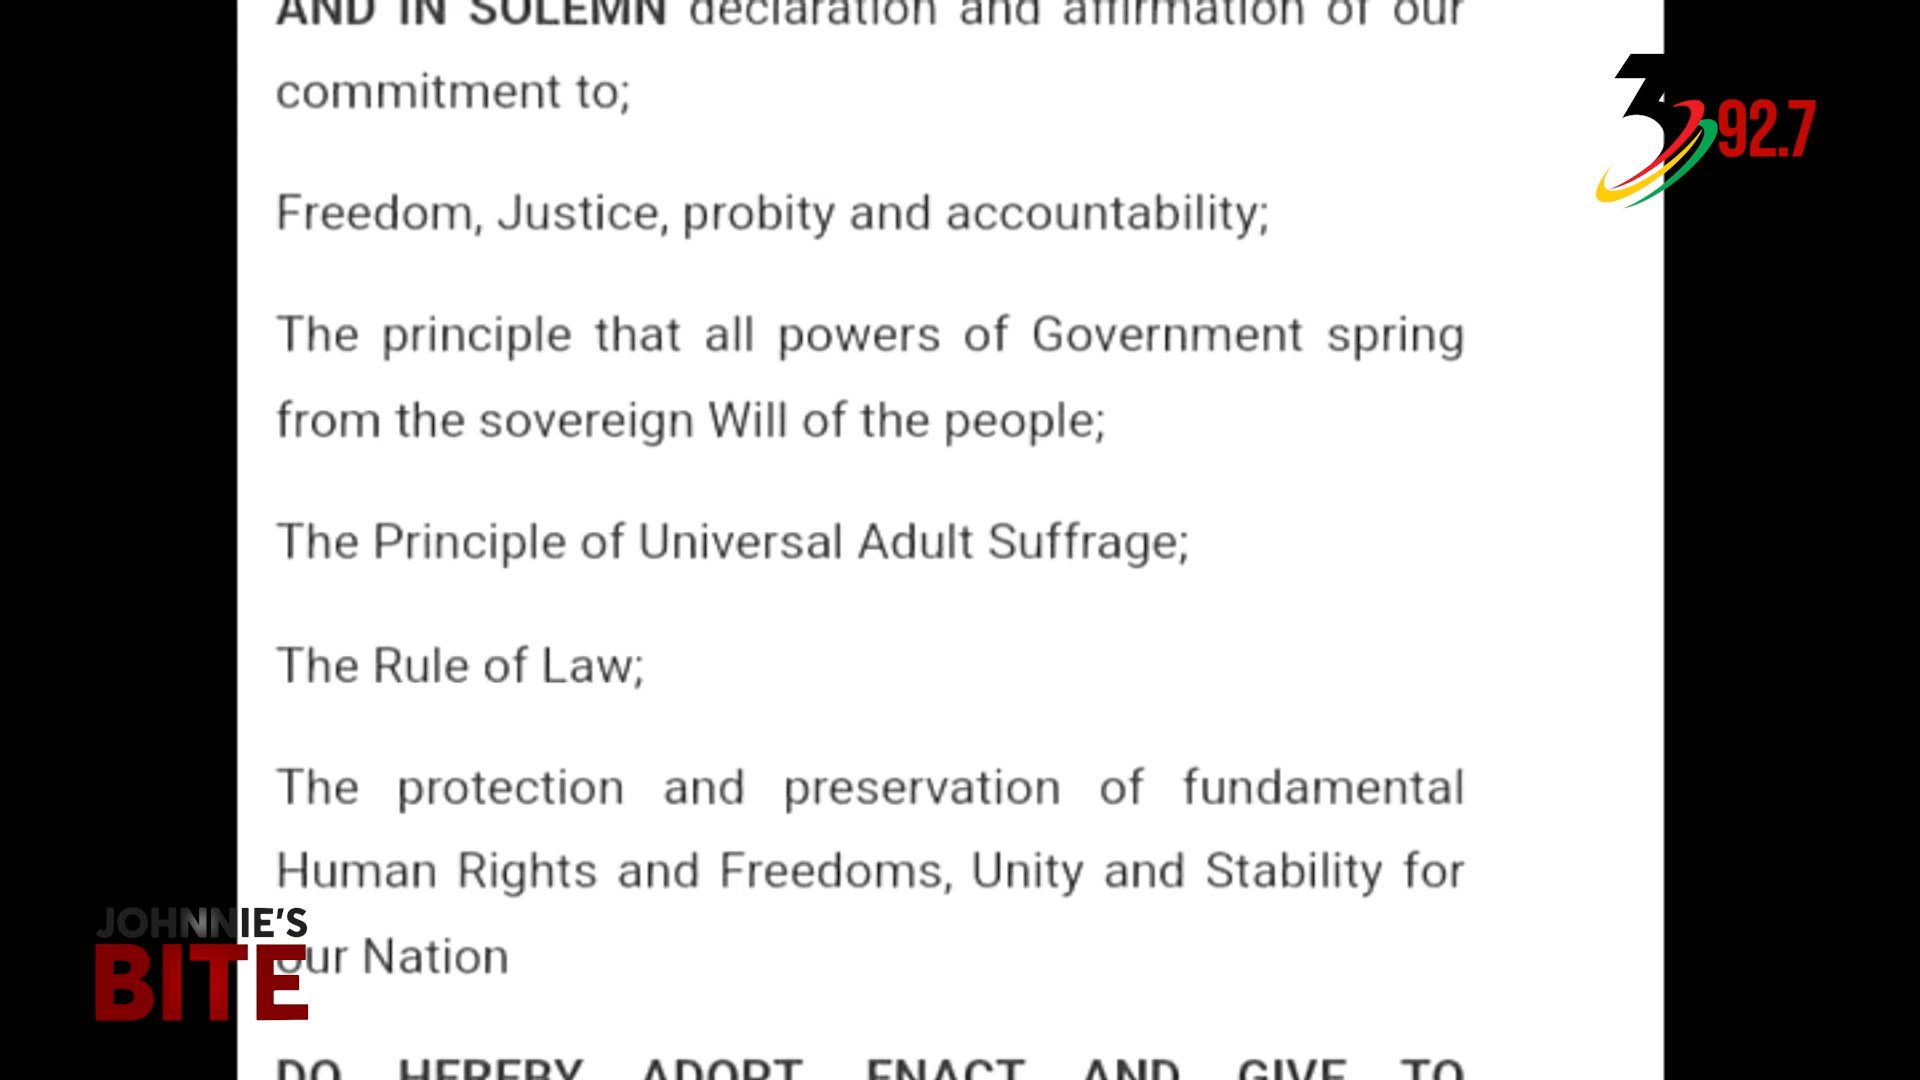 AND IN SOLEMN declaration and affirmation of our
commitment to;
Freedom, Justice, probity and accountability;
The principle that all powers of Government spring
from the sovereign Will of the people;
The Principle of Universal Adult Suffrage;
The Rule of Law;
The protection and preservation of fundamental
Human Rights and Freedoms, Unity and Stability for
our Nation
DO HEREBY ADOPT, ENACT AND GIVE TO
3 92.7
JOHNNIE'S
BITE